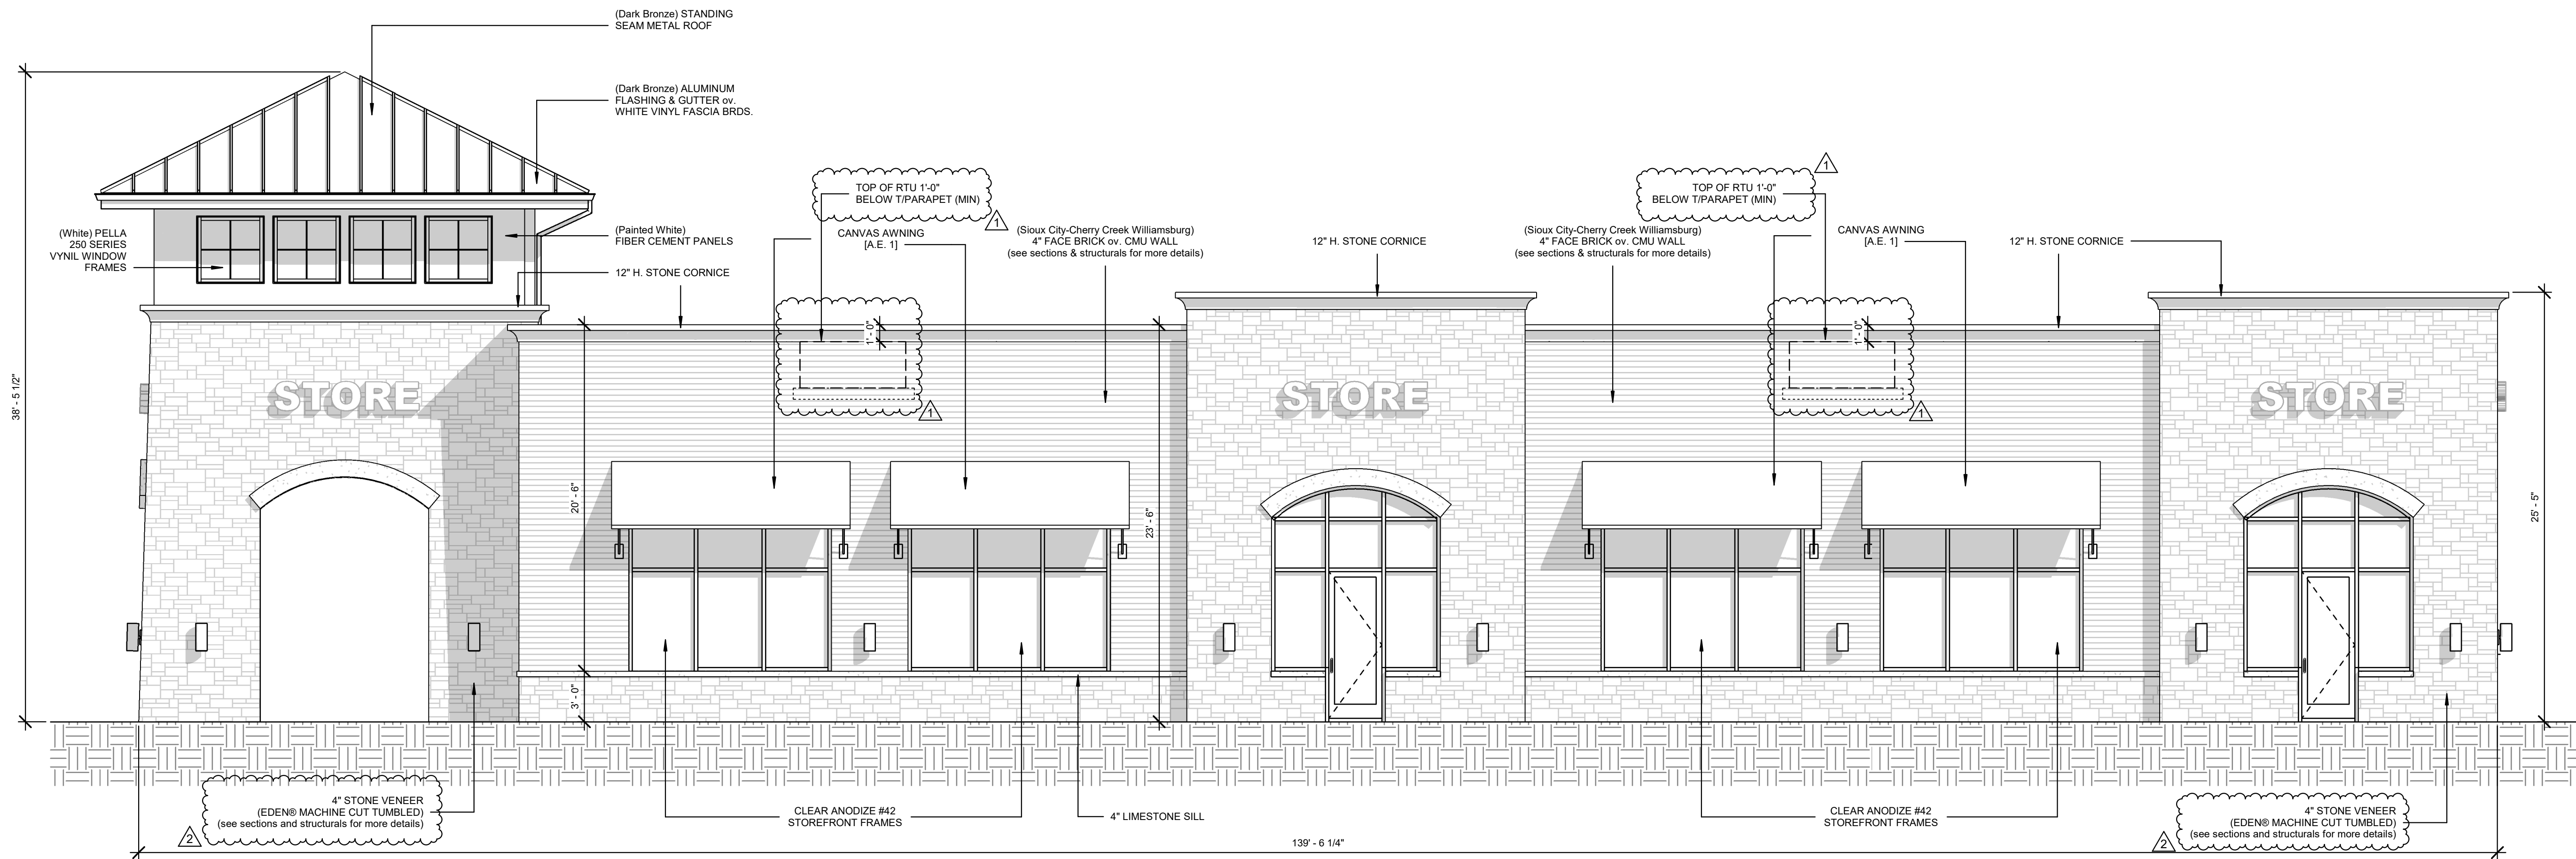 (Dark Bronze) STANDING
SEAM METAL ROOF
(Dark Bronze) ALUMINUM
FLASHING & GUTTER ov.
WHITE VINYL FASCIA BRDS.
(White) PELLA
250 SERIES
VYNIL WINDOW
FRAMES
(Painted White)
FIBER CEMENT PANELS
12" H. STONE CORNICE
TOP OF RTU 1'-0"
BELOW T/PARAPET (MIN)
1
CANVAS AWNING
[A.E. 1]
(Sioux City-Cherry Creek Williamsburg)
4" FACE BRICK ov. CMU WALL
(see sections & structurals for more details)
12" H. STONE CORNICE
(Sioux City-Cherry Creek Williamsburg)
4" FACE BRICK ov. CMU WALL
(see sections & structurals for more details)
1
TOP OF RTU 1'-0"
BELOW T/PARAPET (MIN)
CANVAS AWNING
[A.E. 1]
12" H. STONE CORNICE
38' - 5 1/2"
1' - 0"
1
1' - 0"
1
STORE
STORE
STORE
20' - 6"
23' - 6"
25' - 5"
3' - 0"
4" STONE VENEER
(EDEN® MACHINE CUT TUMBLED)
(see sections and structurals for more details)
2
CLEAR ANODIZE #42
STOREFRONT FRAMES
4" LIMESTONE SILL
CLEAR ANODIZE #42
STOREFRONT FRAMES
4" STONE VENEER
(EDEN® MACHINE CUT TUMBLED)
(see sections and structurals for more details)
2
139' - 6 1/4"